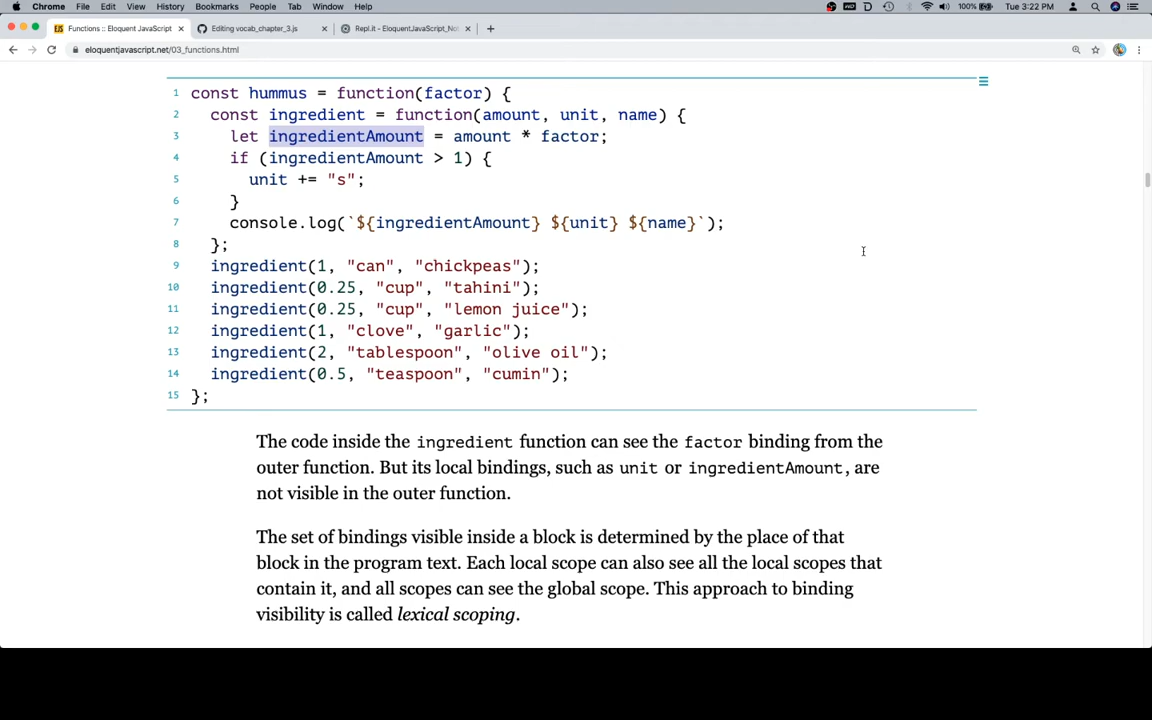 Chrome File Edit View History Bookmarks People Tab Window Help 100% Tue 3:22 PM
Functions :: Eloquent JavaScript × Editing vocab_chapter_3.js × Repl.it - EloquentJavaScript_No × +
eloquentjavascript.net/03_functions.html
1 const hummus = function(factor) {
2 const ingredient = function(amount, unit, name) {
3 let ingredientAmount = amount * factor;
4 if (ingredientAmount > 1) {
5 unit += "s";
6 }
7 console.log(`${ingredientAmount} ${unit} ${name}`);
8 };
9 ingredient(1, "can", "chickpeas");
10 ingredient(0.25, "cup", "tahini");
11 ingredient(0.25, "cup", "lemon juice");
12 ingredient(1, "clove", "garlic");
13 ingredient(2, "tablespoon", "olive oil");
14 ingredient(0.5, "teaspoon", "cumin");
15 };
The code inside the ingredient function can see the factor binding from the
outer function. But its local bindings, such as unit or ingredientAmount, are
not visible in the outer function.
The set of bindings visible inside a block is determined by the place of that
block in the program text. Each local scope can also see all the local scopes that
contain it, and all scopes can see the global scope. This approach to binding
visibility is called lexical scoping.